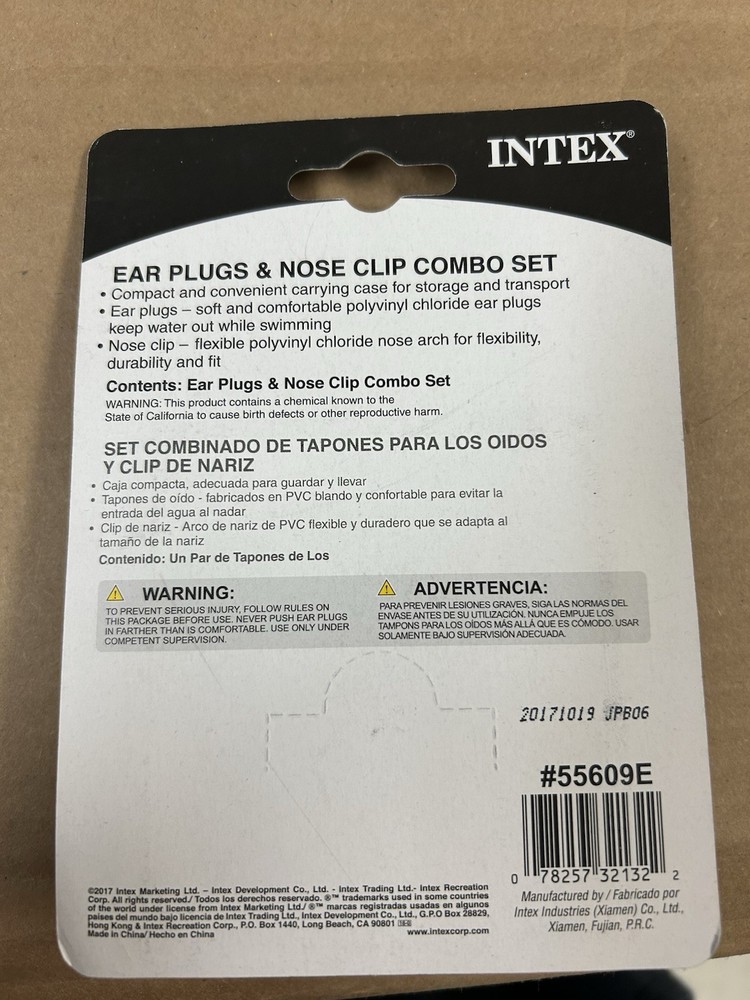 INTEX®
EAR PLUGS & NOSE CLIP COMBO SET
• Compact and convenient carrying case for storage and transport
• Ear plugs – soft and comfortable polyvinyl chloride ear plugs
keep water out while swimming
• Nose clip – flexible polyvinyl chloride nose arch for flexibility,
durability and fit
Contents: Ear Plugs & Nose Clip Combo Set
WARNING: This product contains a chemical known to the
State of California to cause birth defects or other reproductive harm.
SET COMBINADO DE TAPONES PARA LOS OIDOS
Y CLIP DE NARIZ
• Caja compacta, adecuada para guardar y llevar
• Tapones de oído - fabricados en PVC blando y confortable para evitar la
entrada del agua al nadar
• Clip de nariz - Arco de nariz de PVC flexible y duradero que se adapta al
tamaño de la nariz
Contenido: Un Par de Tapones de Los
WARNING:
TO PREVENT SERIOUS INJURY, FOLLOW RULES ON
THIS PACKAGE BEFORE USE. NEVER PUSH EAR PLUGS
IN FARTHER THAN IS COMFORTABLE. USE ONLY UNDER
COMPETENT SUPERVISION.
ADVERTENCIA:
PARA PREVENIR LESIONES GRAVES, SIGA LAS NORMAS DEL
ENVASE ANTES DE SU UTILIZACIÓN. NUNCA EMPUJE LOS
TAMPONS PARA LOS OÍDOS MÁS ALLÁ QUE ES CÓMODO. USAR
SOLAMENTE BAJO SUPERVISIÓN ADECUADA.
20171019 JPB06
#55609E
0 78257 32132 2
Manufactured by / Fabricado por
Intex Industries (Xiamen) Co., Ltd.,
Xiamen, Fujian, P.R.C.
©2017 Intex Marketing Ltd. – Intex Development Co., Ltd. - Intex Trading Ltd.- Intex Recreation
Corp. All rights reserved./ Todos los derechos reservado. ®™ trademarks used in some countries
of the world under license from Intex Marketing Ltd./ ®™ marcas registradas usadas en algunos
países del mundo bajo licencia de Intex Trading Ltd., Intex Development Co., Ltd., G.P.O Box 28829,
Hong Kong & Intex Recreation Corp., P.O. Box 1440, Long Beach, CA 90801
Made in China/ Hecho en China
www.intexcorp.com